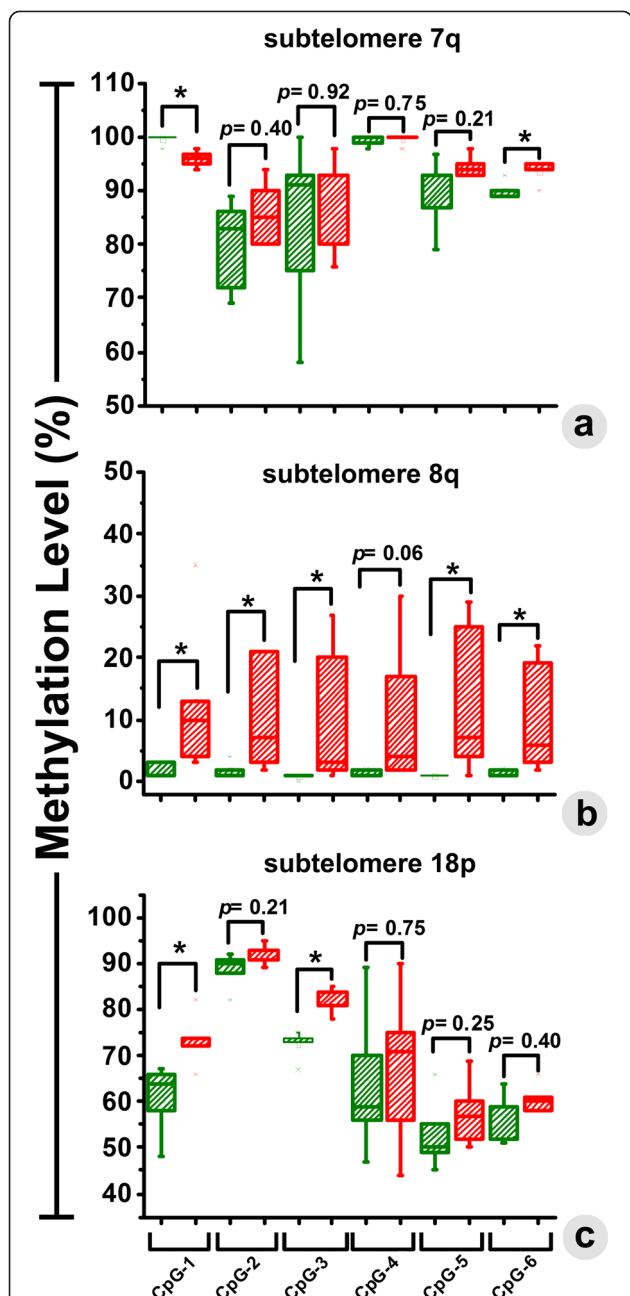 subtelomere 7q
110
*
p= 0.92
p= 0.75
p= 0.40
p= 0.21
*
100
90
80
70
60
50
a
Methylation Level (%)
subtelomere 8q
50
40
p= 0.06
30
*
*
*
*
*
20
10
0
b
subtelomere 18p
100
p= 0.21
p= 0.75
*
*
90
80
p= 0.25
p= 0.40
70
60
50
40
c
CpG-1
CpG-2
CpG-3
CpG-4
CpG-5
CpG-6